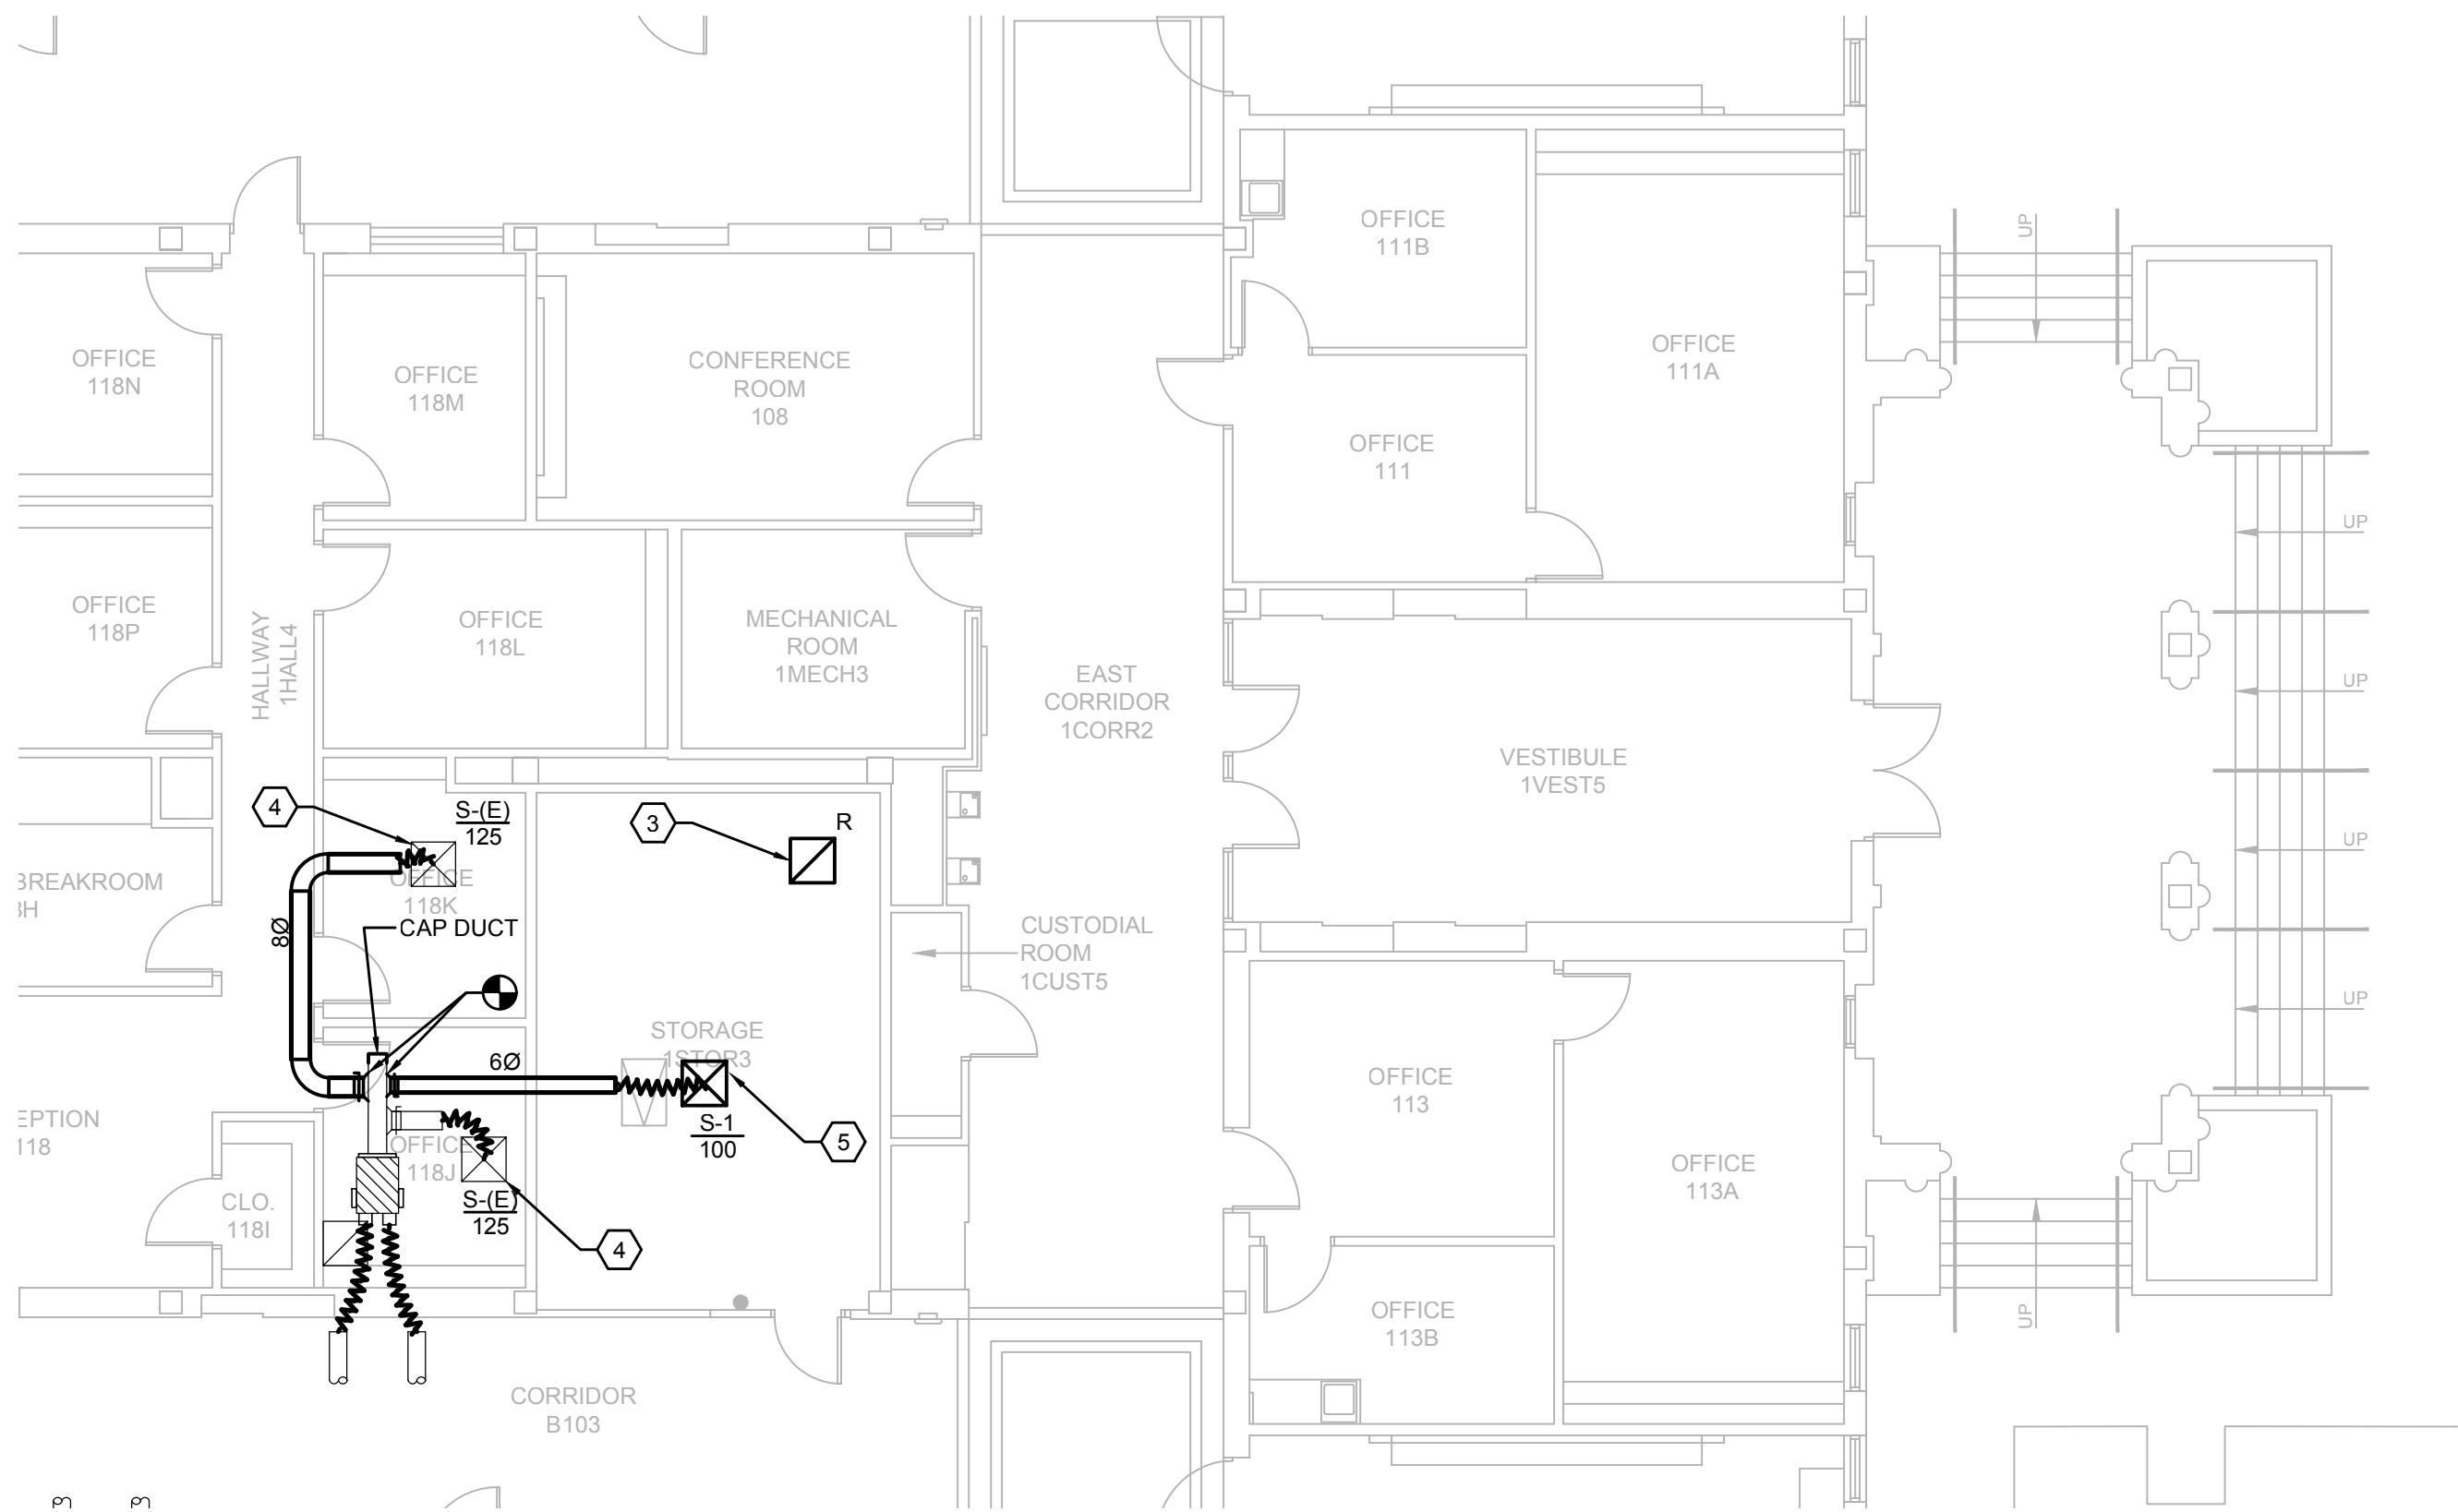 OFFICE
111B
UP
OFFICE
111A
OFFICE
118N
OFFICE
118M
CONFERENCE
ROOM
108
OFFICE
111
UP
OFFICE
118P
HALLWAY
1HALL4
OFFICE
118L
MECHANICAL
ROOM
1MECH3
EAST
CORRIDOR
1CORR2
UP
VESTIBULE
1VEST5
4
S-(E)
125
3
R
UP
BREAKROOM
OFFICE
118K
8Ø
CAP DUCT
CUSTODIAL
ROOM
1CUST5
UP
STORAGE
1STOR3
6Ø
OFFICE
113
EPTION
118
S-1
100
5
OFFICE
118J
OFFICE
113A
CLO.
118I
S-(E)
125
4
OFFICE
113B
UP
CORRIDOR
B103